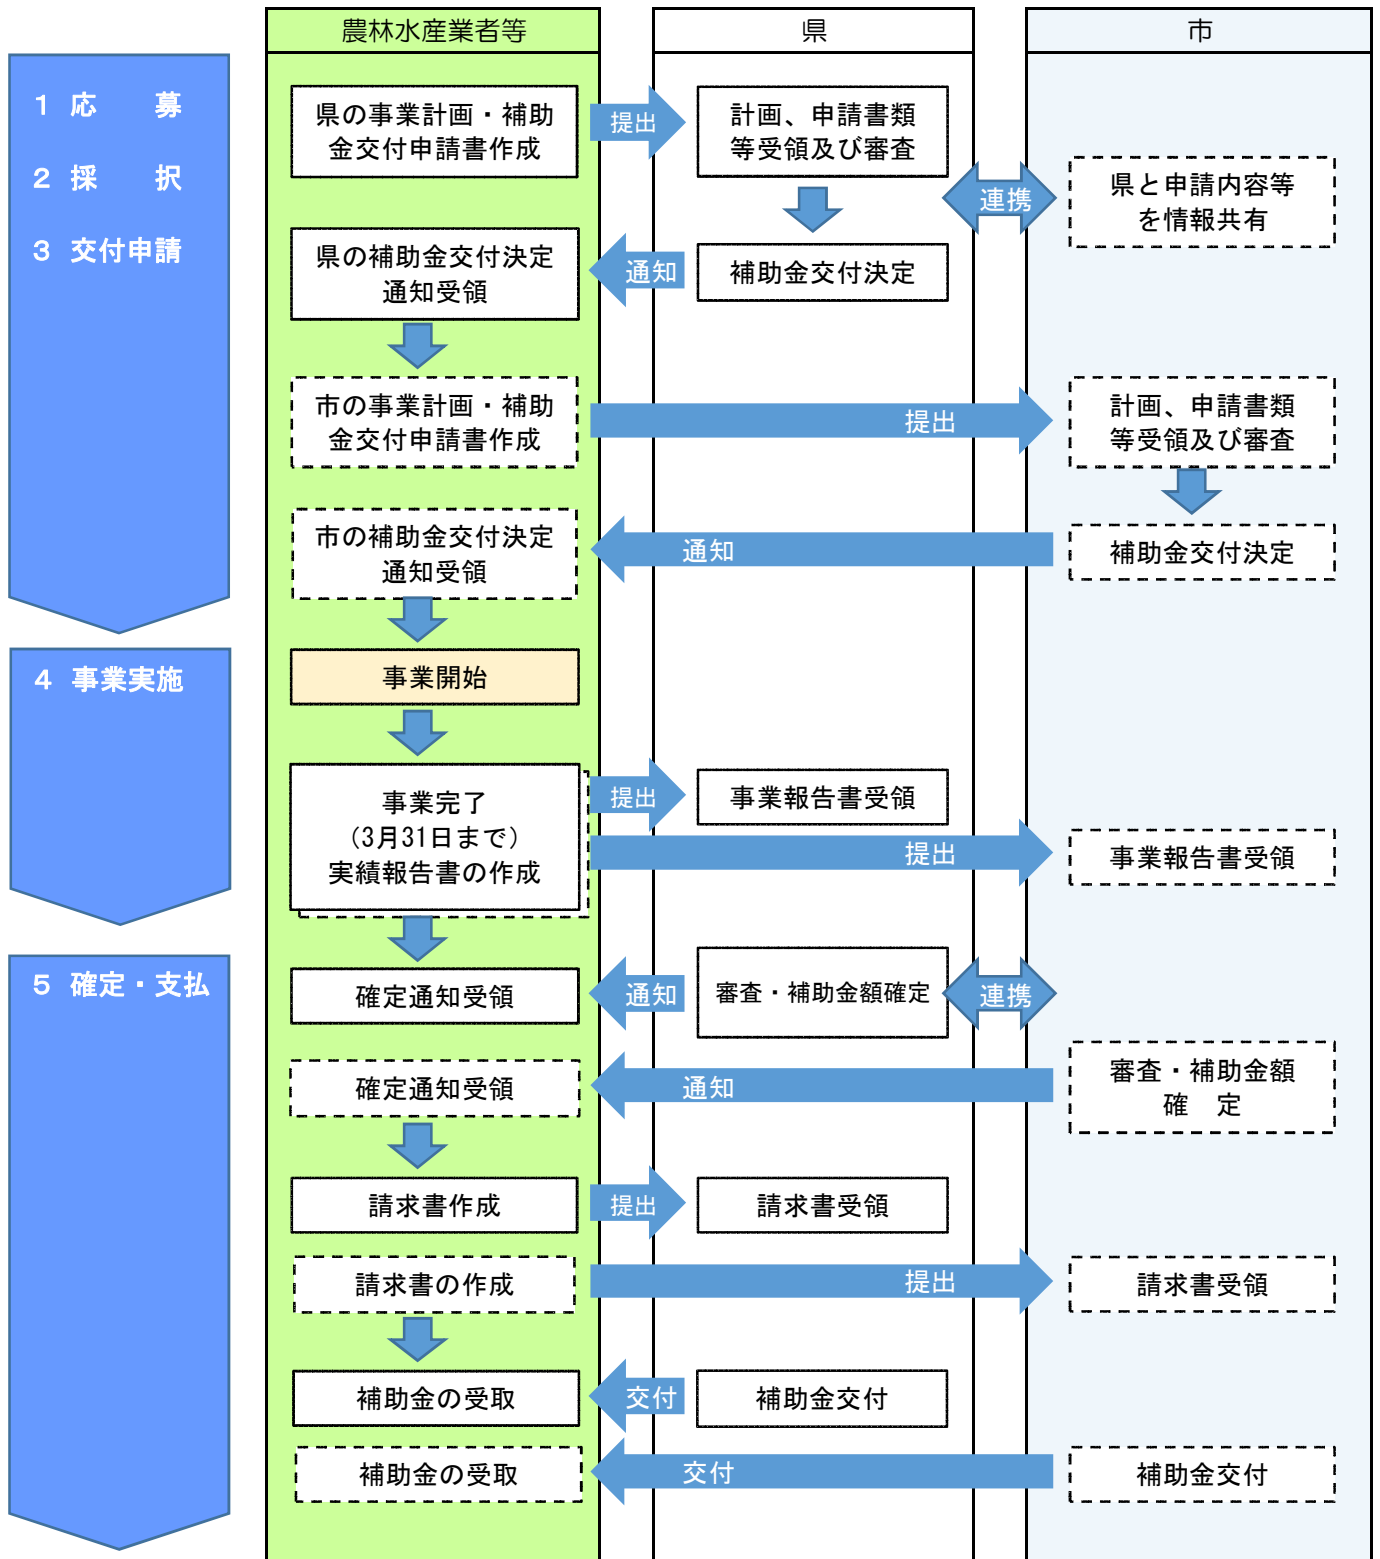 農林水産業者等
県
市
1 応　　募
2 採　　択
3 交付申請
県の事業計画・補助
金交付申請書作成
提出
計画、申請書類
等受領及び審査
連携
県と申請内容等
を情報共有
県の補助金交付決定
通知受領
通知
補助金交付決定
市の事業計画・補助
金交付申請書作成
提出
計画、申請書類
等受領及び審査
市の補助金交付決定
通知受領
通知
補助金交付決定
4 事業実施
事業開始
事業完了
（3月31日まで）
実績報告書の作成
提出
事業報告書受領
提出
事業報告書受領
5 確定・支払
確定通知受領
通知
審査・補助金額確定
連携
確定通知受領
通知
審査・補助金額
確　定
請求書作成
提出
請求書受領
請求書の作成
提出
請求書受領
補助金の受取
交付
補助金交付
補助金の受取
交付
補助金交付